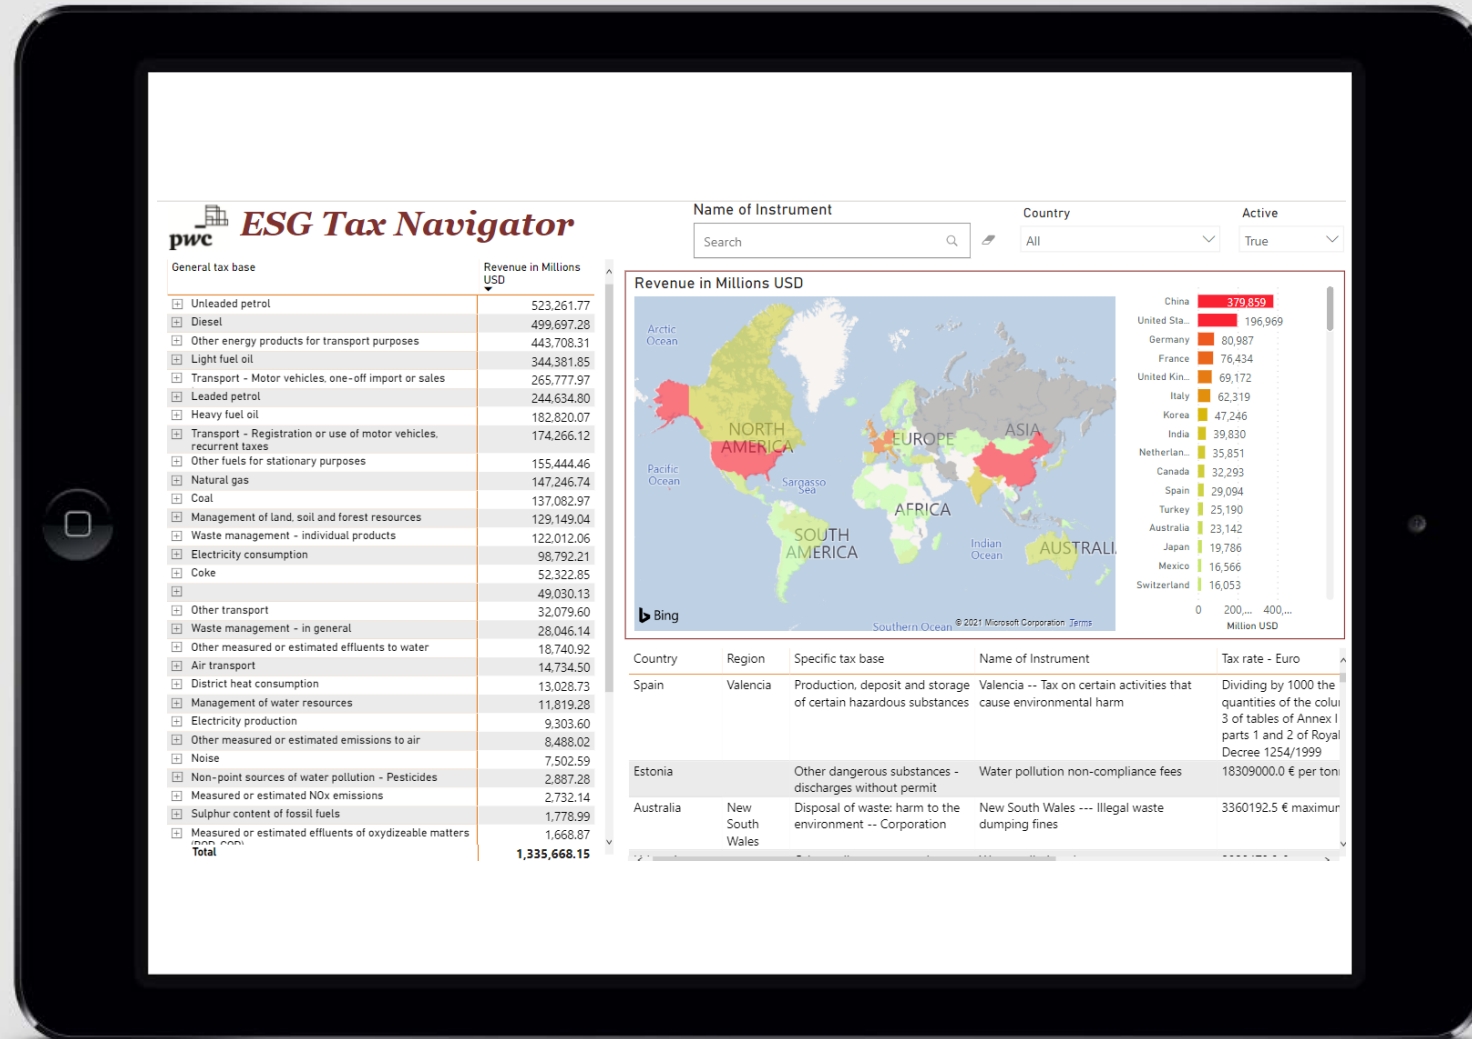 pwc
ESG Tax Navigator
Name of Instrument
Search
Country
All
Active
True
General tax base
Revenue in Millions
USD
Unleaded petrol 523,261.77
Diesel 499,697.28
Other energy products for transport purposes 443,708.31
Light fuel oil 344,381.85
Transport - Motor vehicles, one-off import or sales 265,777.97
Leaded petrol 244,634.80
Heavy fuel oil 182,820.07
Transport - Registration or use of motor vehicles, 174,266.12
recurrent taxes
Other fuels for stationary purposes 155,444.46
Natural gas 147,246.74
Coal 137,082.97
Management of land, soil and forest resources 129,149.04
Waste management - individual products 122,012.06
Electricity consumption 98,792.21
Coke 52,322.85
49,030.13
Other transport 32,079.60
Waste management - in general 28,046.14
Other measured or estimated effluents to water 18,740.92
Air transport 14,734.50
District heat consumption 13,028.73
Management of water resources 11,819.28
Electricity production 9,303.60
Other measured or estimated emissions to air 8,488.02
Noise 7,502.59
Non-point sources of water pollution - Pesticides 2,887.28
Measured or estimated NOx emissions 2,732.14
Sulphur content of fossil fuels 1,778.99
Measured or estimated effluents of oxydizeable matters 1,668.87
Total 1,335,668.15
Revenue in Millions USD
Arctic
Ocean
NORTH
AMERICA
EUROPE
ASIA
Pacific
Ocean
Sargasso
Sea
AFRICA
SOUTH
AMERICA
Indian
Ocean
AUSTRALI
Bing
Southern Ocean
© 2021 Microsoft Corporation Terms
China 379,859
United Sta... 196,969
Germany 80,987
France 76,434
United Kin... 69,172
Italy 62,319
Korea 47,246
India 39,830
Netherlan... 35,851
Canada 32,293
Spain 29,094
Turkey 25,190
Australia 23,142
Japan 19,786
Mexico 16,566
Switzerland 16,053
0 200,... 400,...
Million USD
Country Region Specific tax base Name of Instrument Tax rate - Euro
Spain Valencia Production, deposit and storage Valencia -- Tax on certain activities that Dividing by 1000 the
of certain hazardous substances cause environmental harm quantities of the colu
3 of tables of Annex I
parts 1 and 2 of Royal
Decree 1254/1999
Estonia Other dangerous substances - Water pollution non-compliance fees 18309000.0 € per ton
discharges without permit
Australia New Disposal of waste: harm to the New South Wales --- Illegal waste 3360192.5 € maximur
South environment -- Corporation dumping fines
Wales